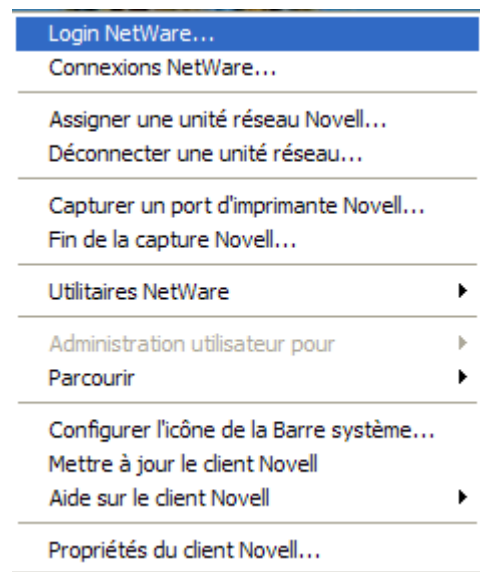 Login NetWare...
Connexions NetWare...
Assigner une unité réseau Novell...
Déconnecter une unité réseau...
Capturer un port d'imprimante Novell...
Fin de la capture Novell...
Utilitaires NetWare
Administration utilisateur pour
Parcourir
Configurer l'icône de la Barre système...
Mettre à jour le client Novell
Aide sur le client Novell
Propriétés du client Novell...